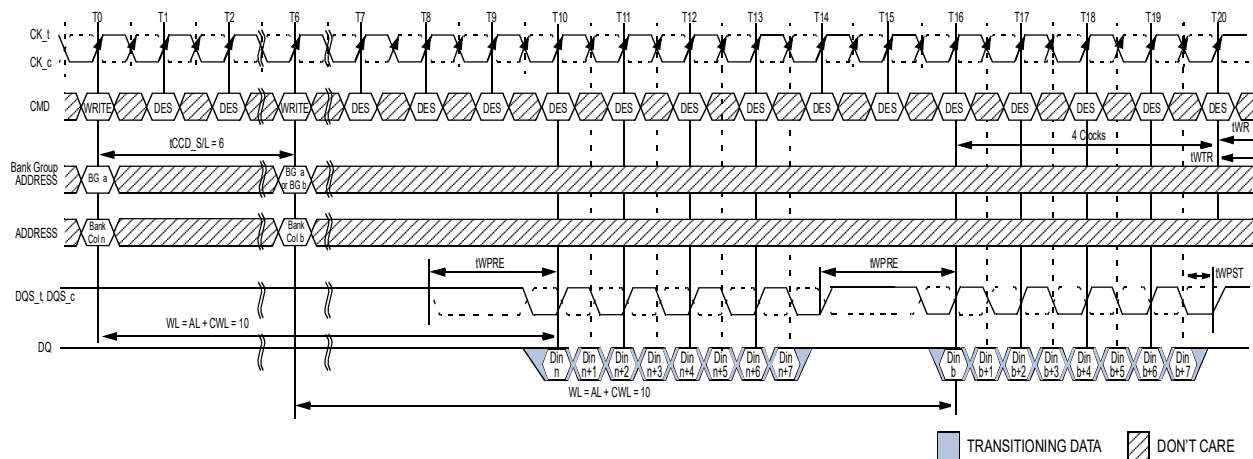 T0 T1 T2 T6 T7 T8 T9 T10 T11 T12 T13 T14 T15 T16 T17 T18 T19 T20
CK_t
CK_c
CMD WRITE DES DES WRITE DES DES DES DES DES DES DES DES DES DES DES DES DES DES
tCCD_S/L = 6
4 Clocks
tWR
tWTR
Bank Group
ADDRESS
BG a
BG a
or BG b
ADDRESS
Bank
Col n
Bank
Col b
tWPRE
tWPRE
tWPST
DQS_t, DQS_c
WL = AL + CWL = 10
DQ
Din Din Din Din Din Din Din Din Din Din Din Din Din Din Din Din
n n+1 n+2 n+3 n+4 n+5 n+6 n+7 b b+1 b+2 b+3 b+4 b+5 b+6 b+7
WL = AL + CWL = 10
TRANSITIONING DATA DON'T CARE